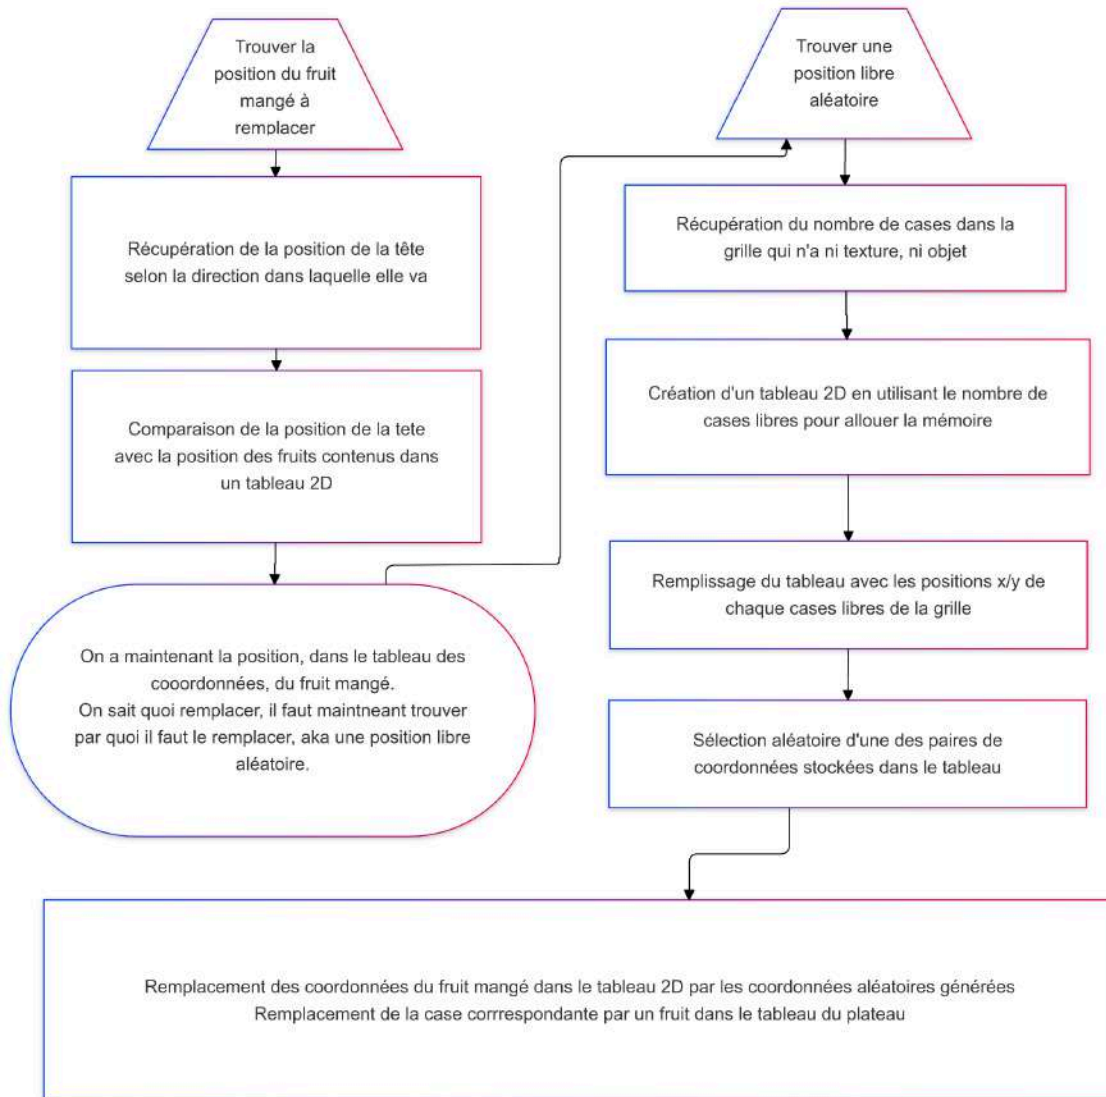 Trouver la
position du fruit
mangé à
remplacer
Récupération de la position de la tête
selon la direction dans laquelle elle va
Comparaison de la position de la tete
avec la position des fruits contenus dans
un tableau 2D
On a maintenant la position, dans le tableau des
cooordonnées, du fruit mangé.
On sait quoi remplacer, il faut maintneant trouver
par quoi il faut le remplacer, aka une position libre
aléatoire.
Trouver une
position libre
aléatoire
Récupération du nombre de cases dans la
grille qui n'a ni texture, ni objet
Création d'un tableau 2D en utilisant le nombre de
cases libres pour allouer la mémoire
Remplissage du tableau avec les positions x/y de
chaque cases libres de la grille
Sélection aléatoire d'une des paires de
coordonnées stockées dans le tableau
Remplacement des coordonnées du fruit mangé dans le tableau 2D par les coordonnées aléatoires générées
Remplacement de la case corrrespondante par un fruit dans le tableau du plateau